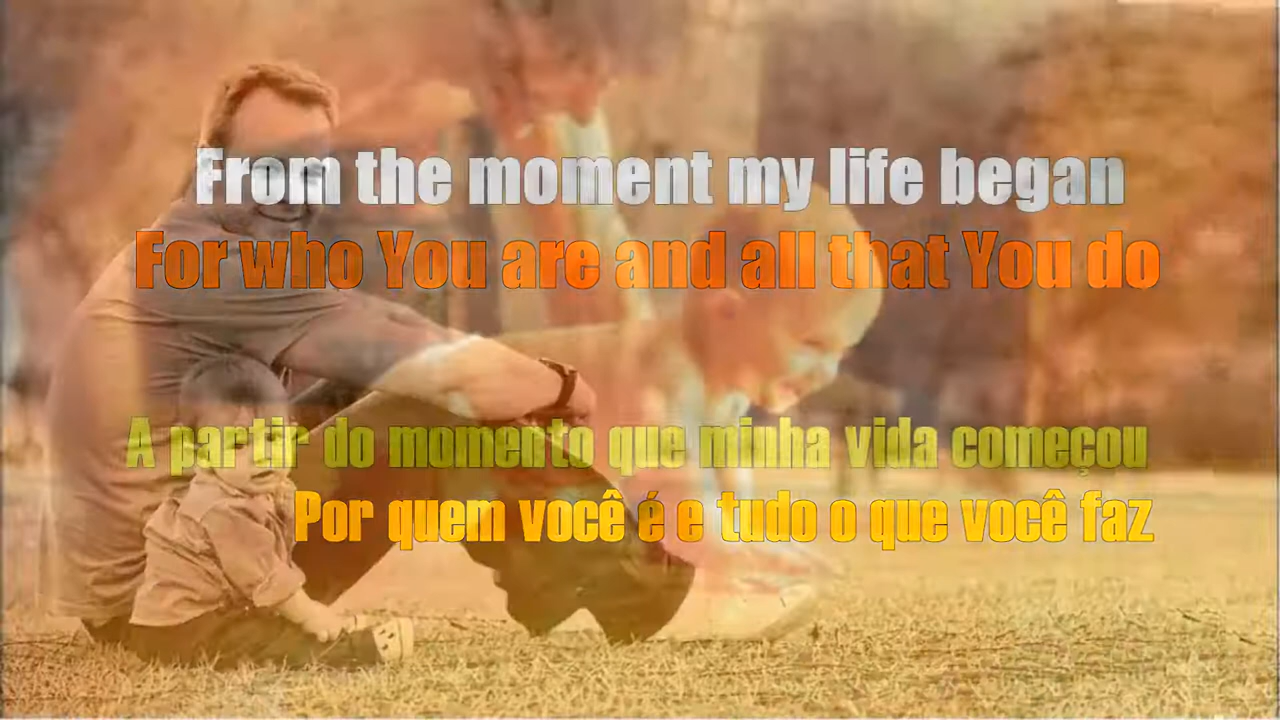 From the moment my life began
For who You are and all that You do
A partir do momento que minha vida começou
Por quem você é e tudo o que você faz